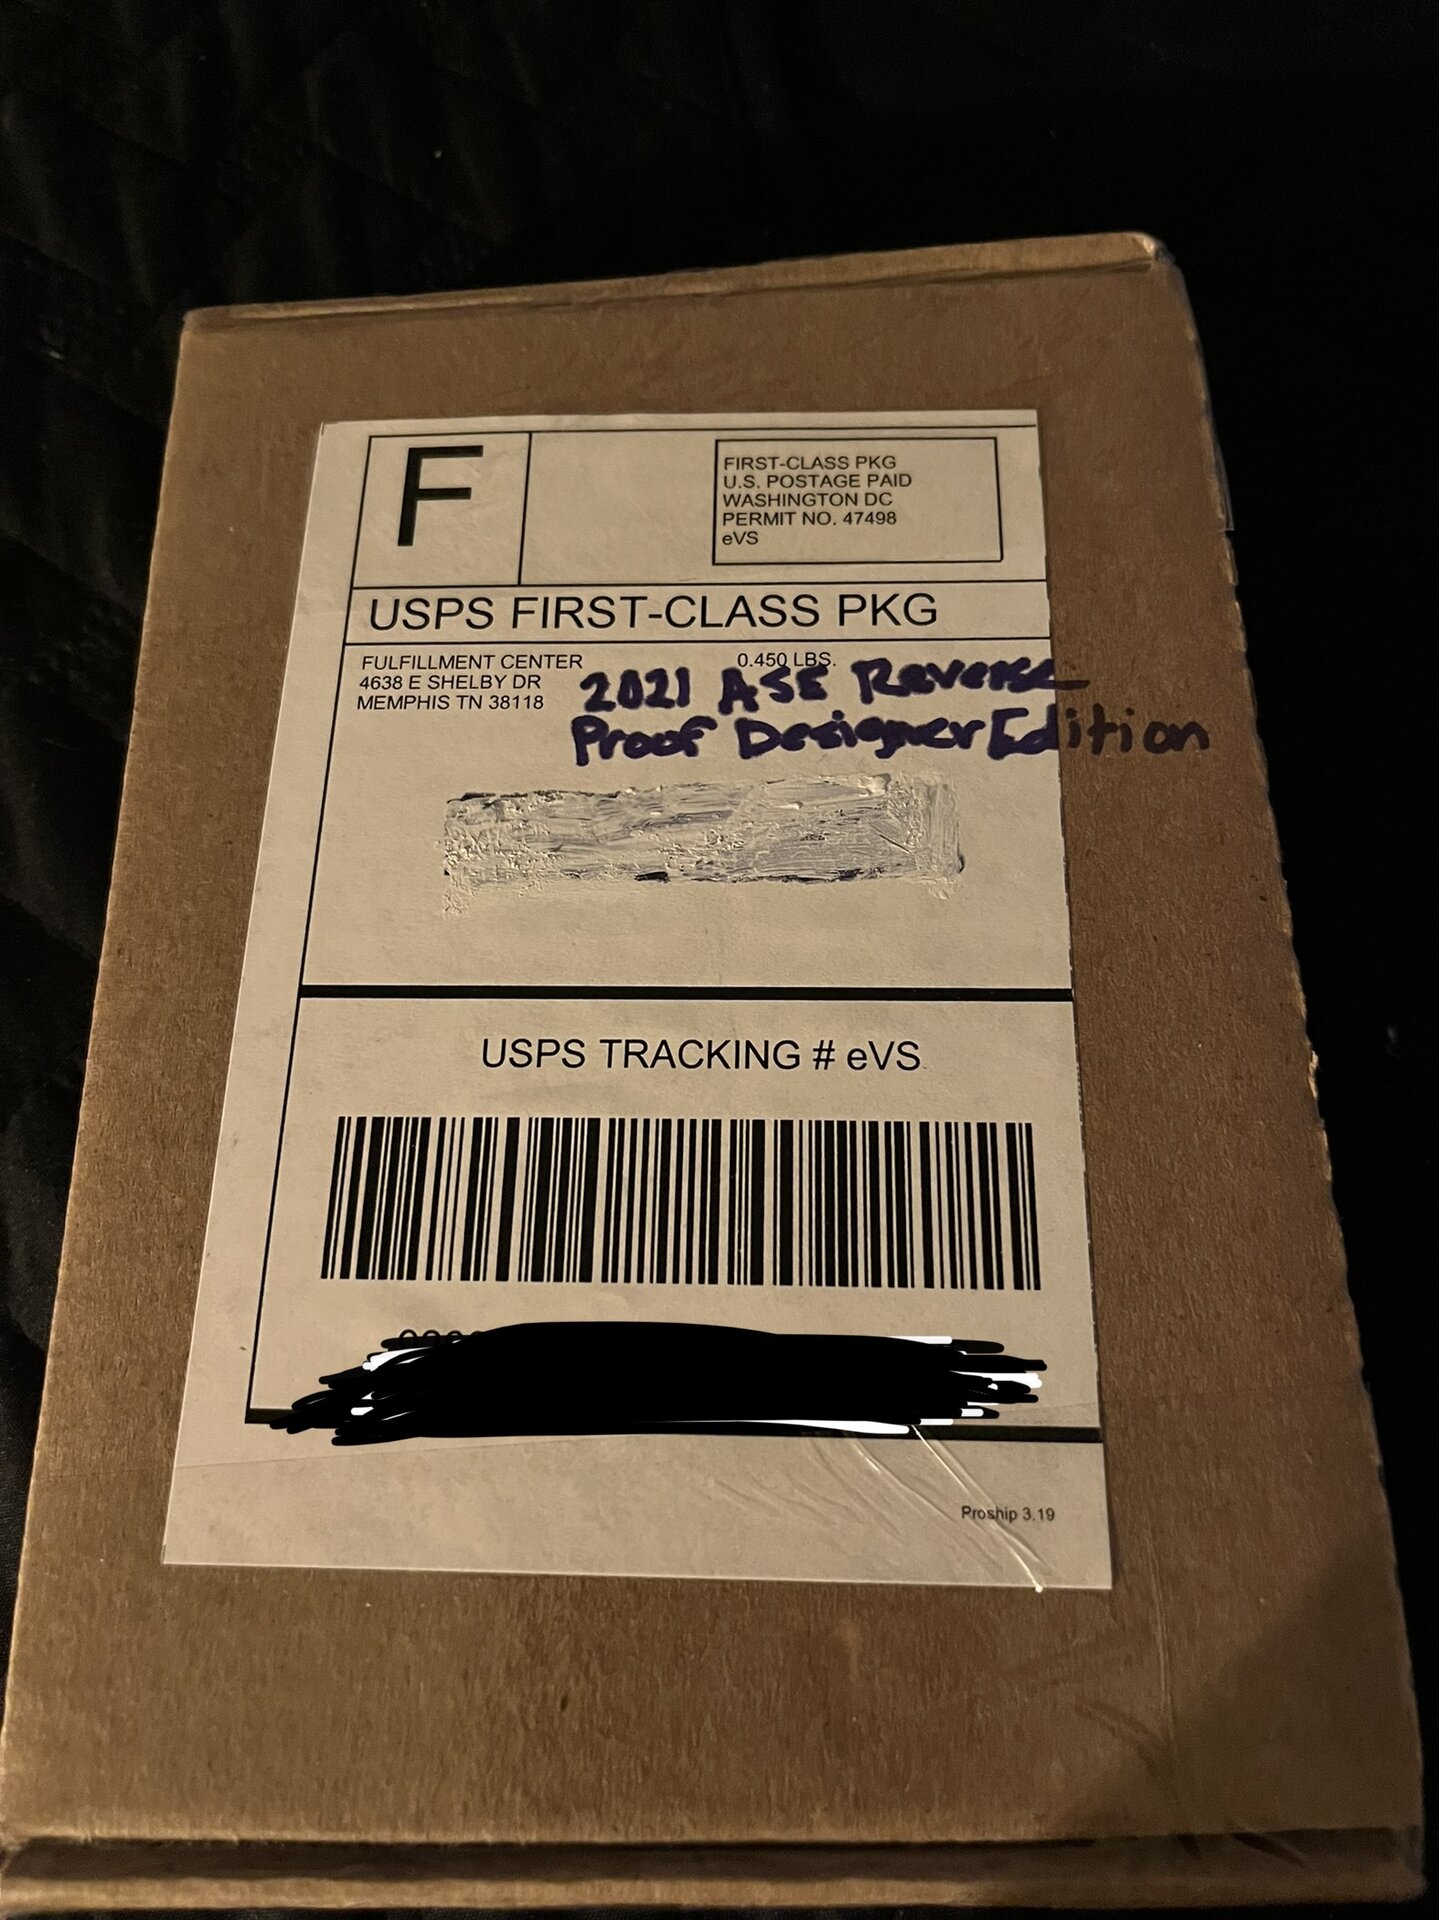 F
FIRST-CLASS PKG
U.S. POSTAGE PAID
WASHINGTON DC
PERMIT NO. 47498
eVS
USPS FIRST-CLASS PKG
FULFILLMENT CENTER
0.450 LBS.
4638 E SHELBY DR
MEMPHIS TN 38118
2021 ASE Reverse
Proof Designer Edition
USPS TRACKING # eVS
Proship 3.19